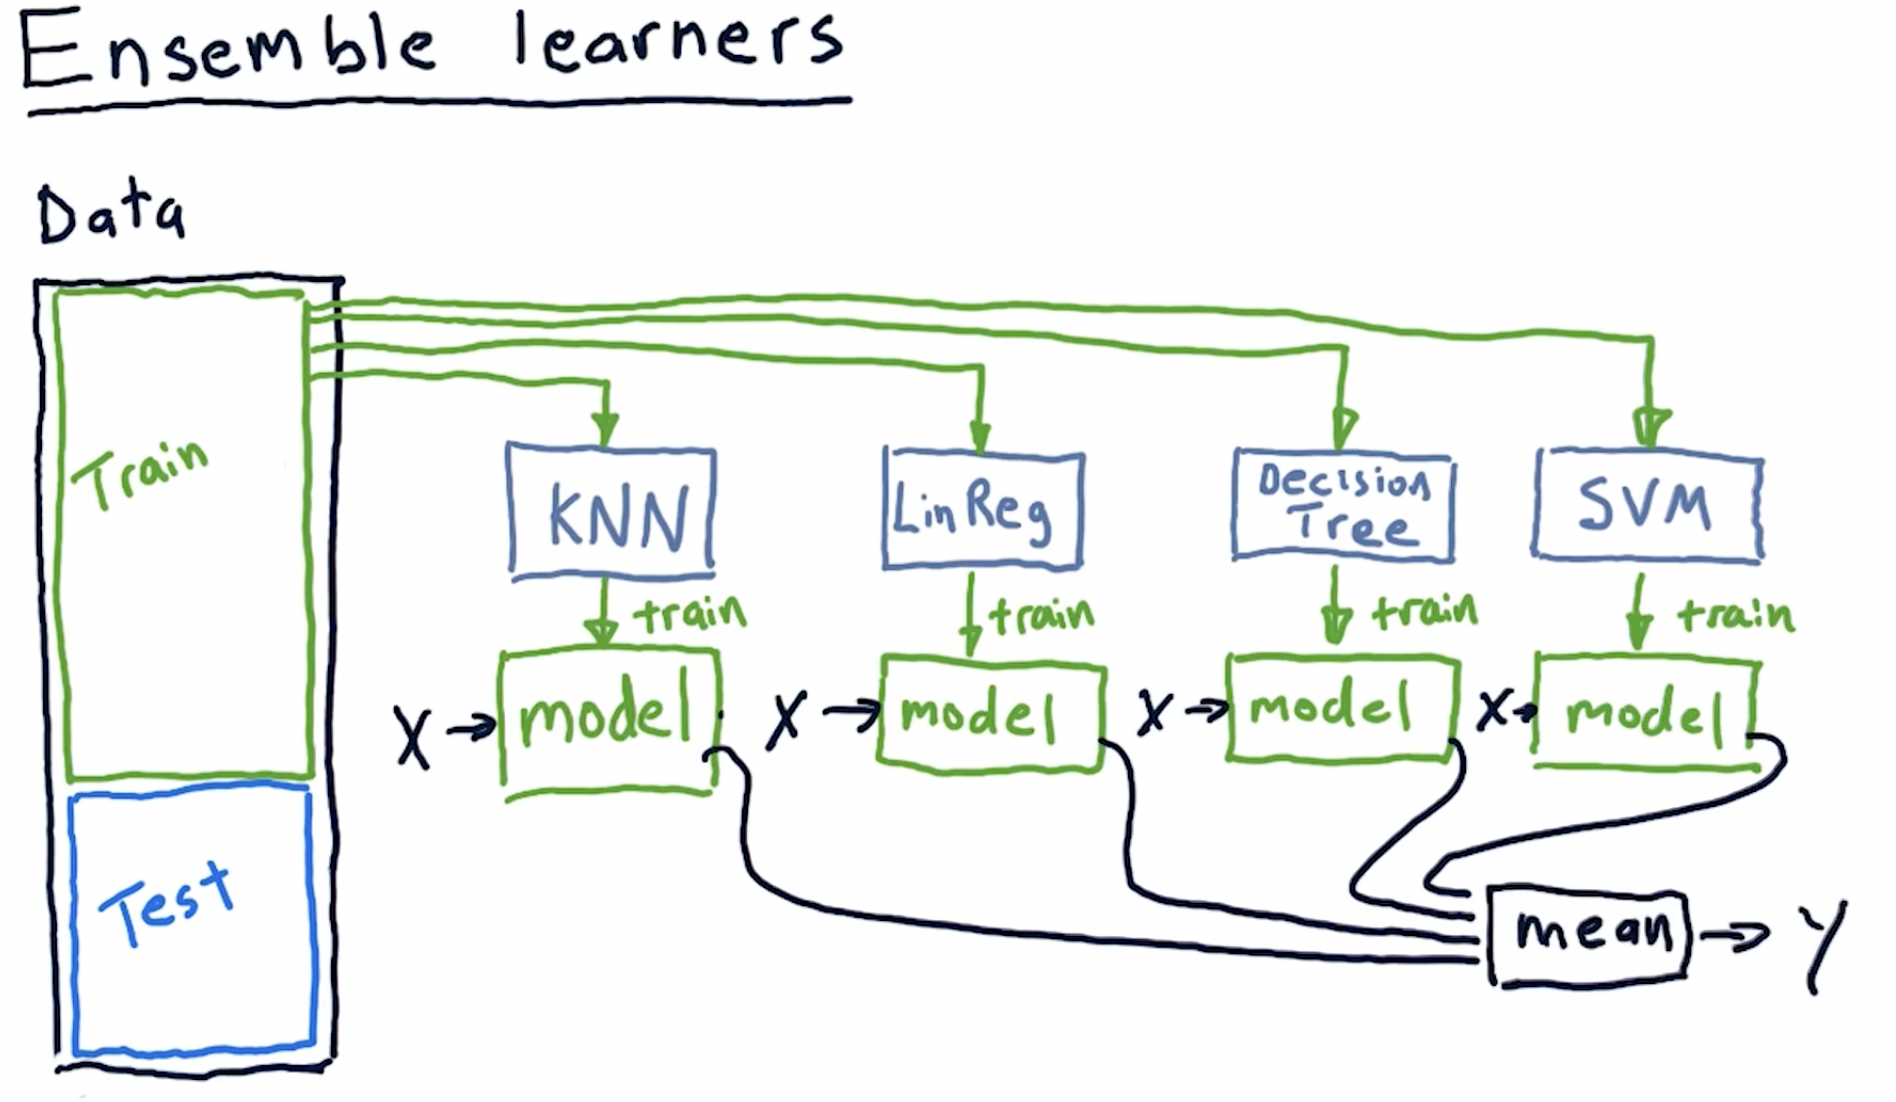 Ensemble learners
Data
Train
Test
KNN
LinReg
Decision
Tree
SVM
train
train
train
train
X
model
X
model
X
model
X
model
mean
Y